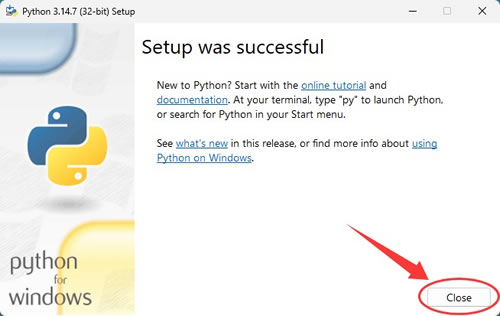 Python 3.14.7 (32-bit) Setup
Setup was successful
New to Python? Start with the online tutorial and
documentation. At your terminal, type "py" to launch Python,
or search for Python in your Start menu.
See what's new in this release, or find more info about using
Python on Windows.
python
for
windows
Close